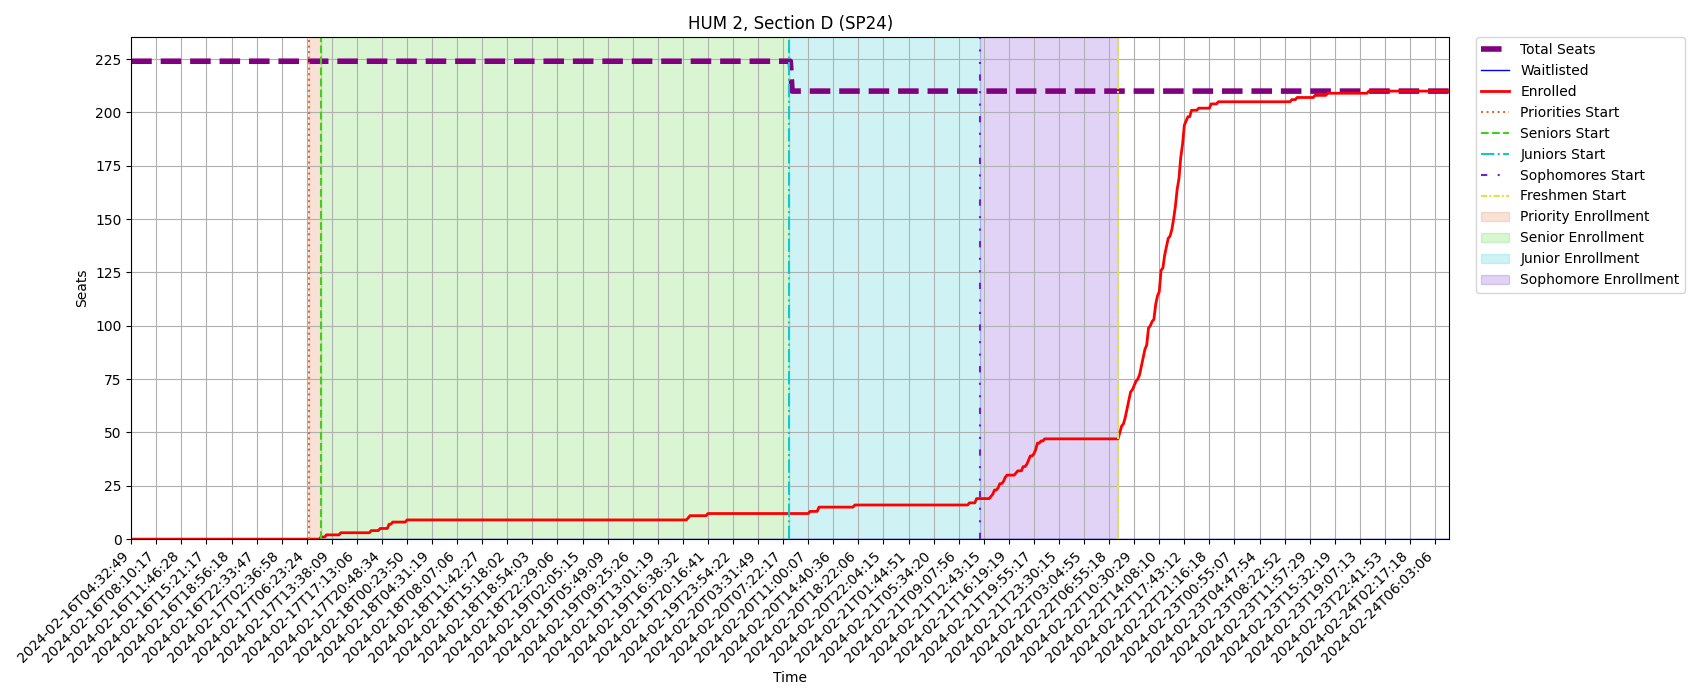 HUM 2, Section D (SP24)
Seats
225
200
175
150
125
100
75
50
25
0
2024-02-16T04:32:49
2024-02-16T08:10:17
2024-02-16T11:46:28
2024-02-16T15:21:17
2024-02-16T18:56:18
2024-02-16T22:33:47
2024-02-17T02:36:58
2024-02-17T06:23:24
2024-02-17T13:38:09
2024-02-17T17:13:06
2024-02-17T20:48:34
2024-02-18T00:23:50
2024-02-18T04:31:19
2024-02-18T08:07:06
2024-02-18T11:42:27
2024-02-18T15:18:02
2024-02-18T18:54:03
2024-02-18T22:29:06
2024-02-19T02:05:15
2024-02-19T05:49:09
2024-02-19T09:25:26
2024-02-19T13:01:19
2024-02-19T16:38:32
2024-02-19T20:16:41
2024-02-19T23:54:22
2024-02-20T03:31:49
2024-02-20T07:22:17
2024-02-20T11:00:07
2024-02-20T14:40:36
2024-02-20T18:22:06
2024-02-20T22:04:15
2024-02-21T01:44:51
2024-02-21T05:34:20
2024-02-21T09:07:56
2024-02-21T12:43:15
2024-02-21T16:19:19
2024-02-21T19:55:17
2024-02-21T23:30:15
2024-02-22T03:04:55
2024-02-22T06:55:18
2024-02-22T10:30:29
2024-02-22T14:08:10
2024-02-22T17:43:12
2024-02-22T21:16:18
2024-02-23T00:55:07
2024-02-23T04:47:54
2024-02-23T08:22:52
2024-02-23T11:57:29
2024-02-23T15:32:19
2024-02-23T19:07:13
2024-02-23T22:41:53
2024-02-24T02:17:18
2024-02-24T06:03:06
Time
Total Seats
Waitlisted
Enrolled
Priorities Start
Seniors Start
Juniors Start
Sophomores Start
Freshmen Start
Priority Enrollment
Senior Enrollment
Junior Enrollment
Sophomore Enrollment